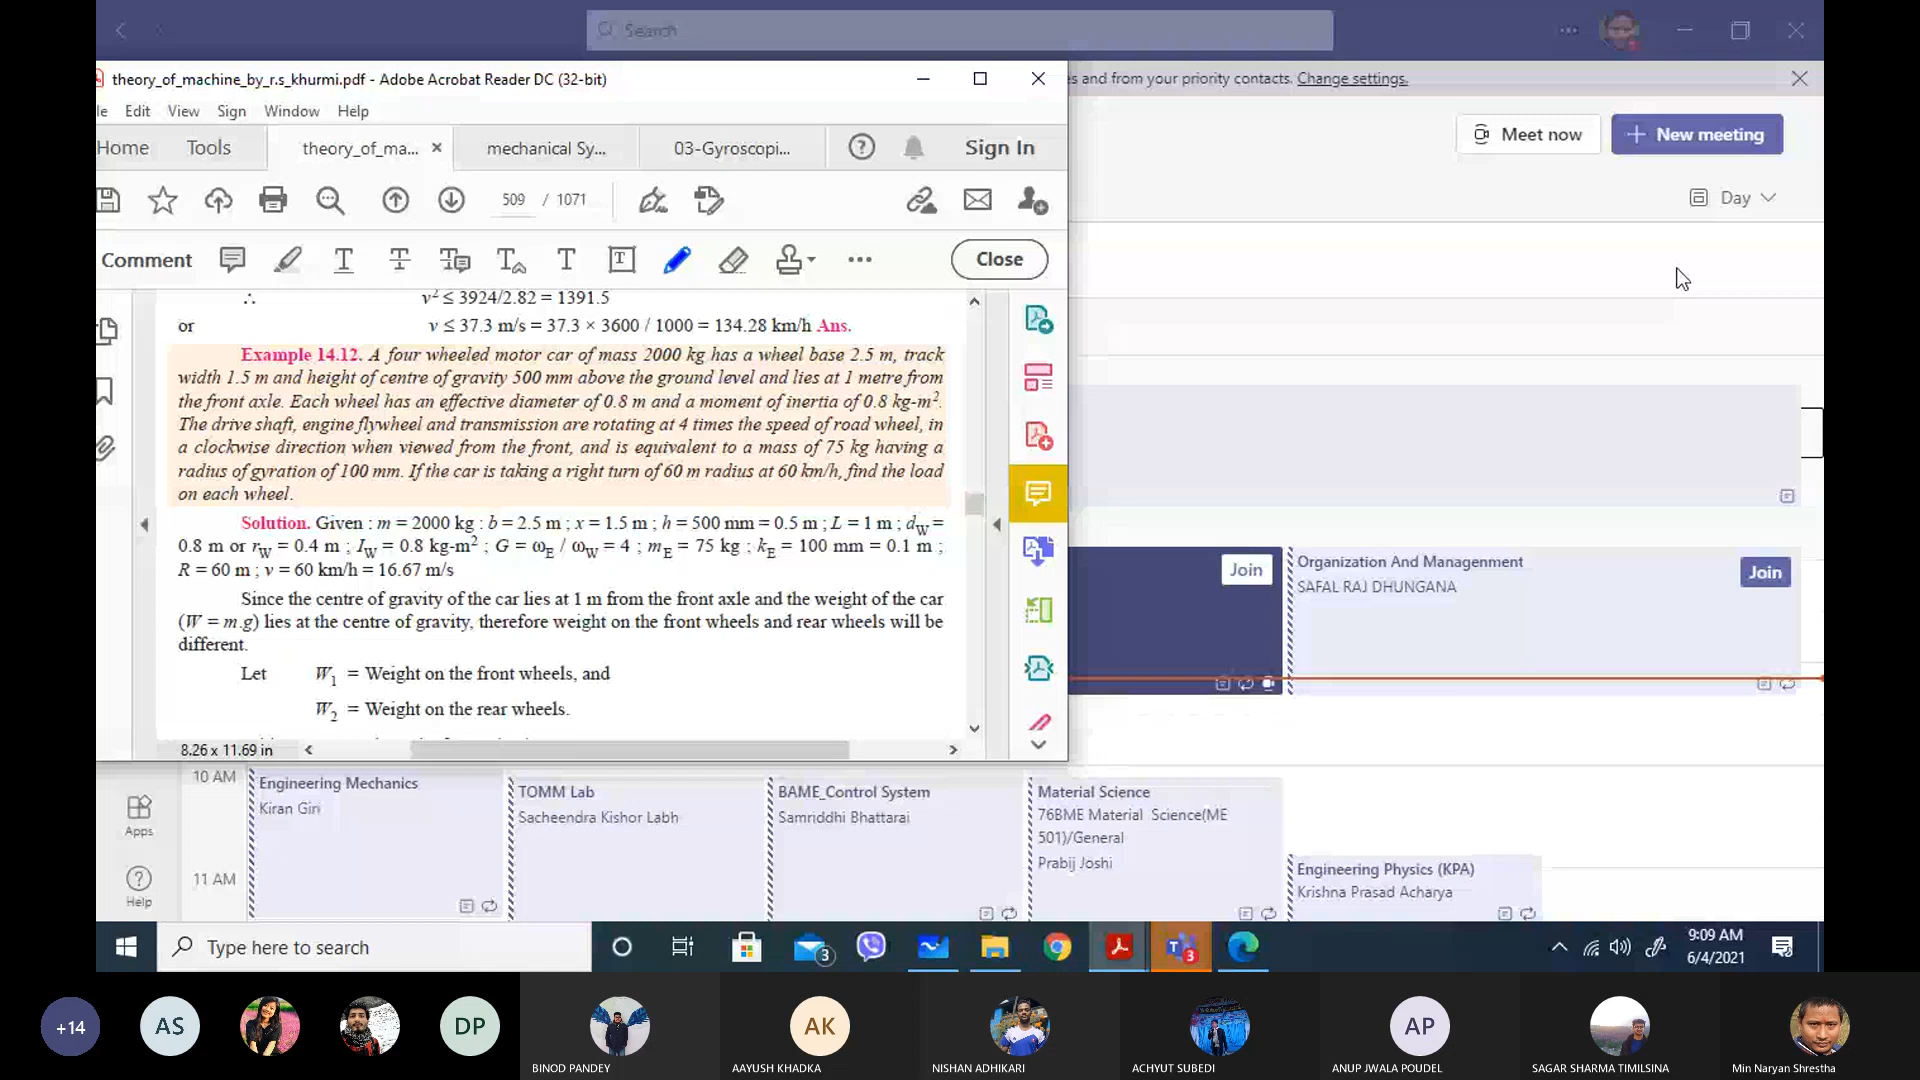 Search
theory_of_machine_by_r.s_khurmi.pdf - Adobe Acrobat Reader DC (32-bit)
s and from your priority contacts. Change settings.
le Edit View Sign Window Help
Home Tools theory_of_ma... mechanical Sy... 03-Gyroscopi... Sign In
Meet now
New meeting
509 / 1071
Day
Comment Close
∴ v² ≤ 3924/2.82 = 1391.5
or v ≤ 37.3 m/s = 37.3 × 3600 / 1000 = 134.28 km/h Ans.
Example 14.12. A four wheeled motor car of mass 2000 kg has a wheel base 2.5 m, track
width 1.5 m and height of centre of gravity 500 mm above the ground level and lies at 1 metre from
the front axle. Each wheel has an effective diameter of 0.8 m and a moment of inertia of 0.8 kg-m².
The drive shaft, engine flywheel and transmission are rotating at 4 times the speed of road wheel, in
a clockwise direction when viewed from the front, and is equivalent to a mass of 75 kg having a
radius of gyration of 100 mm. If the car is taking a right turn of 60 m radius at 60 km/h, find the load
on each wheel.
Solution. Given : m = 2000 kg : b = 2.5 m ; x = 1.5 m ; h = 500 mm = 0.5 m ; L = 1 m ; dW =
0.8 m or rW = 0.4 m ; IW = 0.8 kg-m² ; G = ωE / ωW = 4 ; mE = 75 kg ; kE = 100 mm = 0.1 m ;
R = 60 m ; v = 60 km/h = 16.67 m/s
Since the centre of gravity of the car lies at 1 m from the front axle and the weight of the car
(W = m.g) lies at the centre of gravity, therefore weight on the front wheels and rear wheels will be
different.
Let W1 = Weight on the front wheels, and
W2 = Weight on the rear wheels.
8.26 x 11.69 in
Join
Organization And Managenment
SAFAL RAJ DHUNGANA
Join
10 AM
Engineering Mechanics
Kiran Giri
TOMM Lab
Sacheendra Kishor Labh
BAME_Control System
Samriddhi Bhattarai
Material Science
76BME Material Science(ME
501)/General
Prabij Joshi
Engineering Physics (KPA)
Krishna Prasad Acharya
Apps
11 AM
Help
Type here to search
3
3
9:09 AM
6/4/2021
+14
AS
DP
BINOD PANDEY
AK
AAYUSH KHADKA
NISHAN ADHIKARI
ACHYUT SUBEDI
AP
ANUP JWALA POUDEL
SAGAR SHARMA TIMILSINA
Min Naryan Shrestha